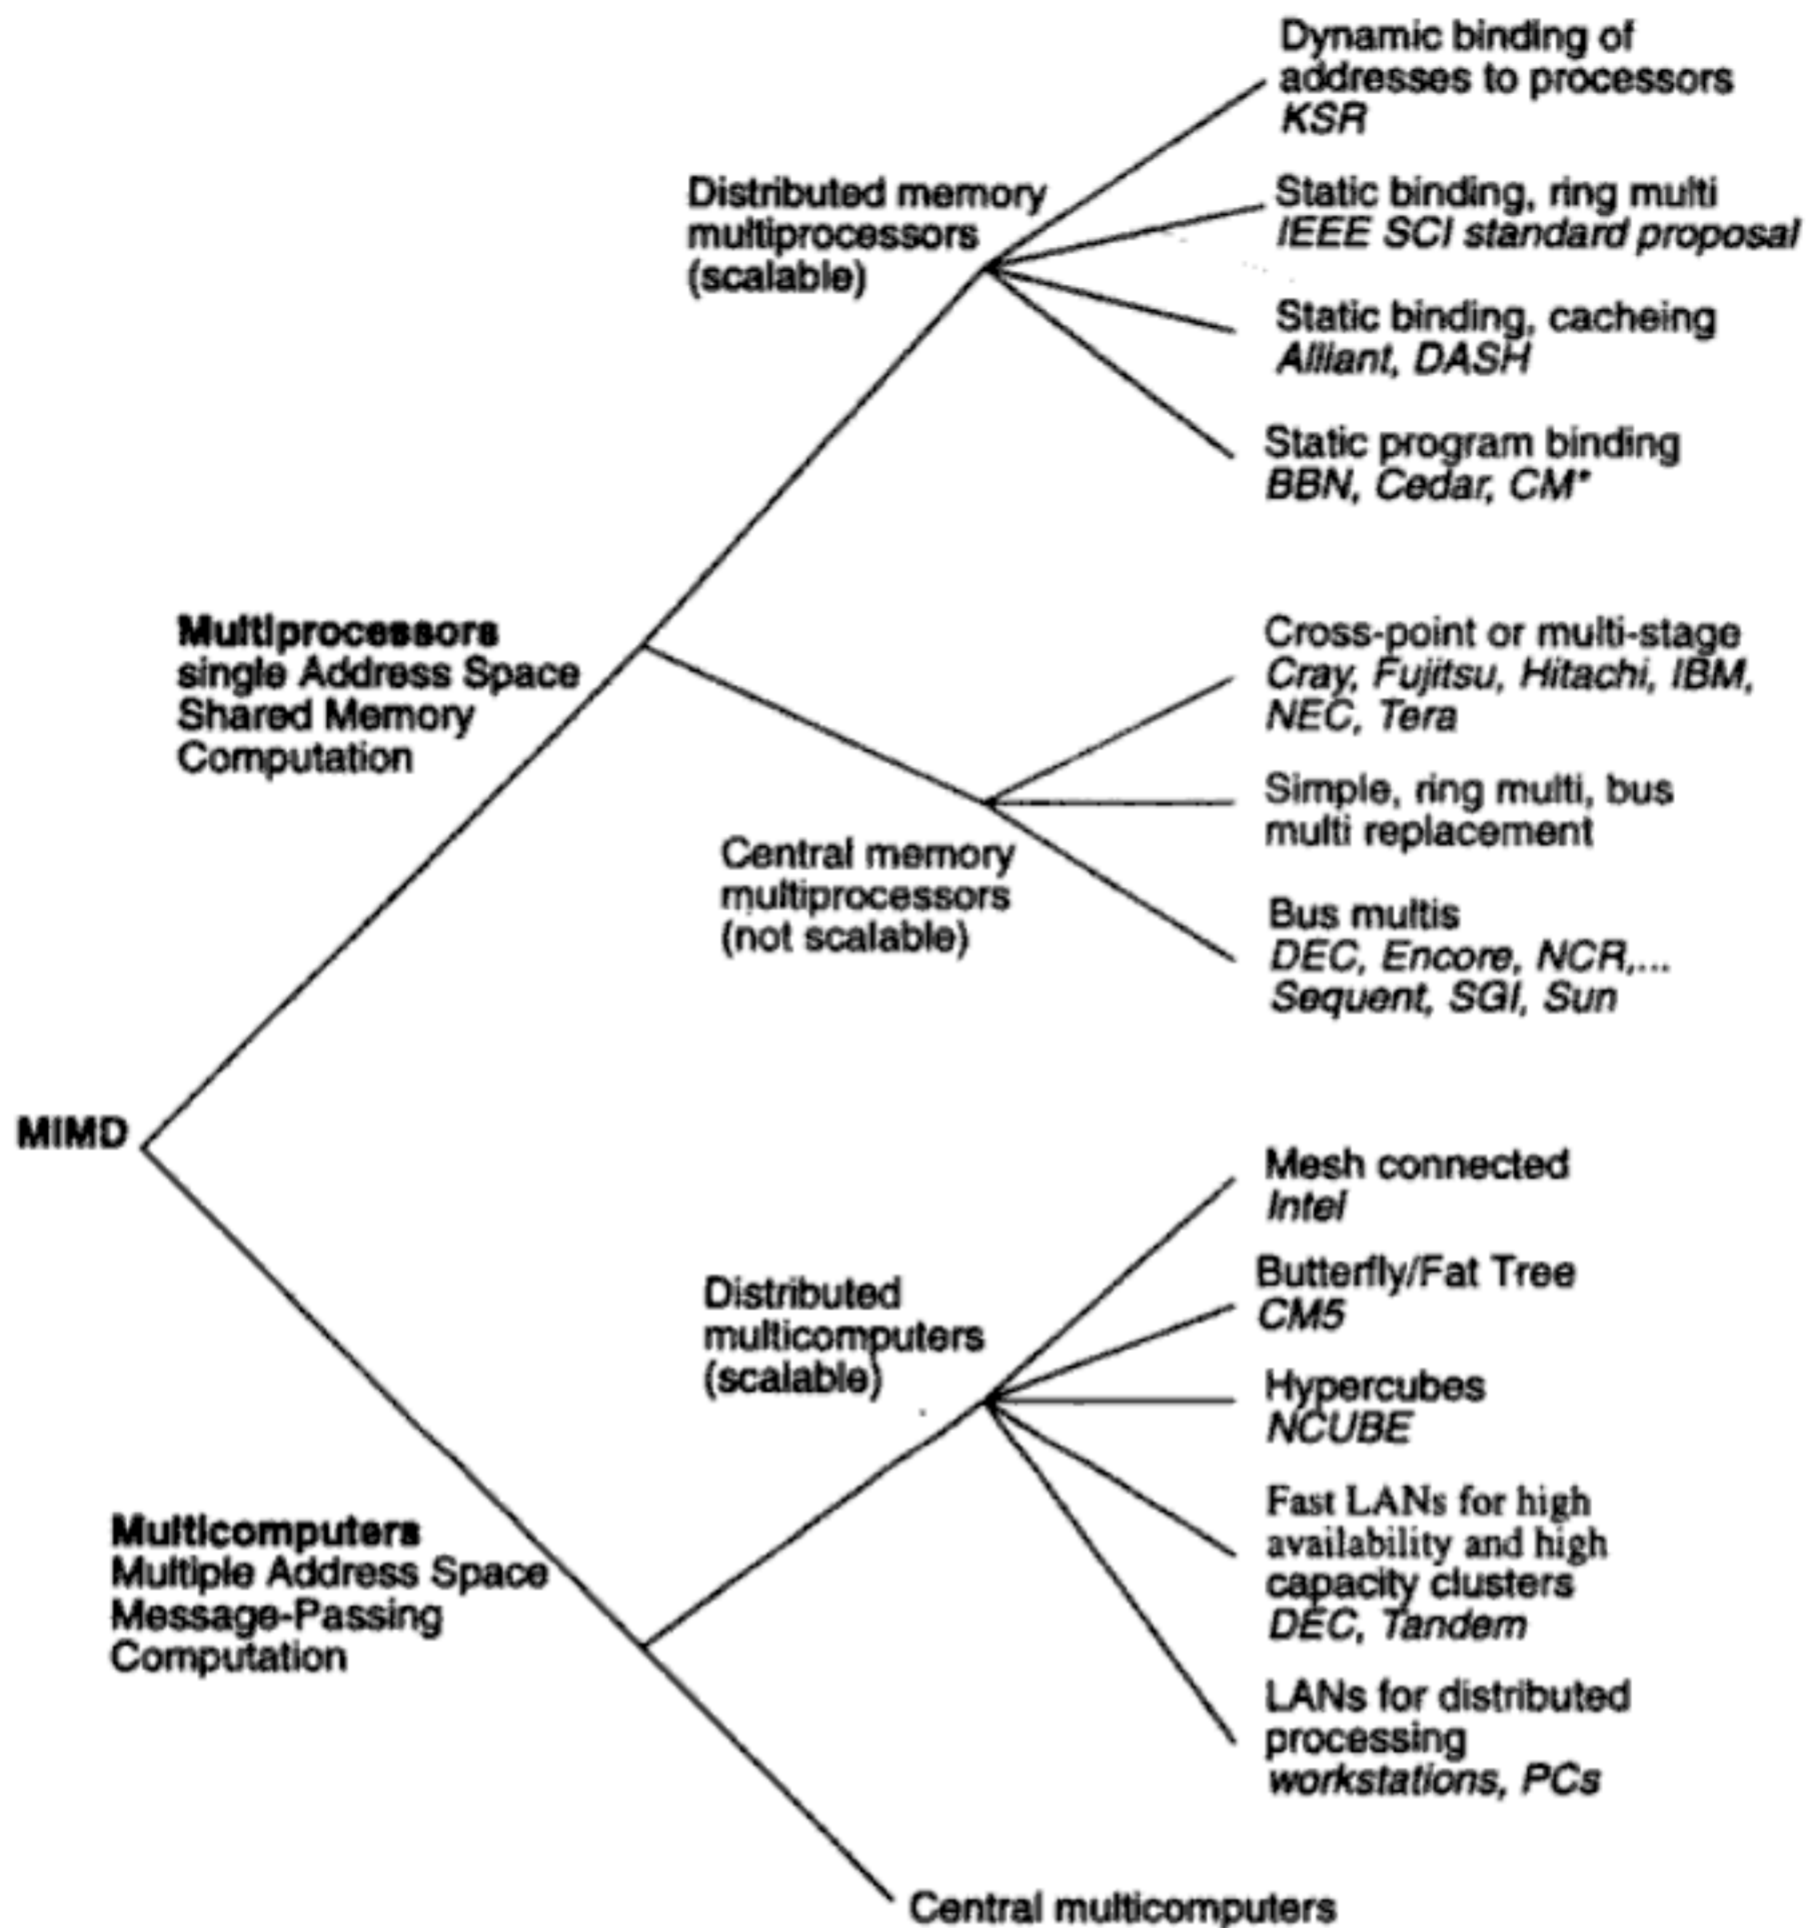 Dynamic binding of
addresses to processors
KSR
Distributed memory
multiprocessors
(scalable)
Static binding, ring multi
IEEE SCI standard proposal
Static binding, cacheing
Alliant, DASH
Static program binding
BBN, Cedar, CM*
Multiprocessors
single Address Space
Shared Memory
Computation
Cross-point or multi-stage
Cray, Fujitsu, Hitachi, IBM,
NEC, Tera
Simple, ring multi, bus
multi replacement
Central memory
multiprocessors
(not scalable)
Bus multis
DEC, Encore, NCR,...
Sequent, SGI, Sun
MIMD
Mesh connected
Intel
Distributed
multicomputers
(scalable)
Butterfly/Fat Tree
CM5
Hypercubes
NCUBE
Fast LANs for high
availability and high
capacity clusters
DEC, Tandem
Multicomputers
Multiple Address Space
Message-Passing
Computation
LANs for distributed
processing
workstations, PCs
Central multicomputers